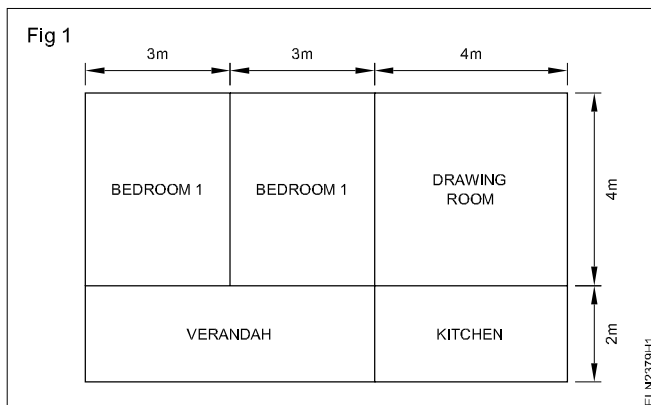 Fig 1
3m
3m
4m
BEDROOM 1
BEDROOM 1
DRAWING
ROOM
4m
VERANDAH
KITCHEN
2m
ELN2379H1